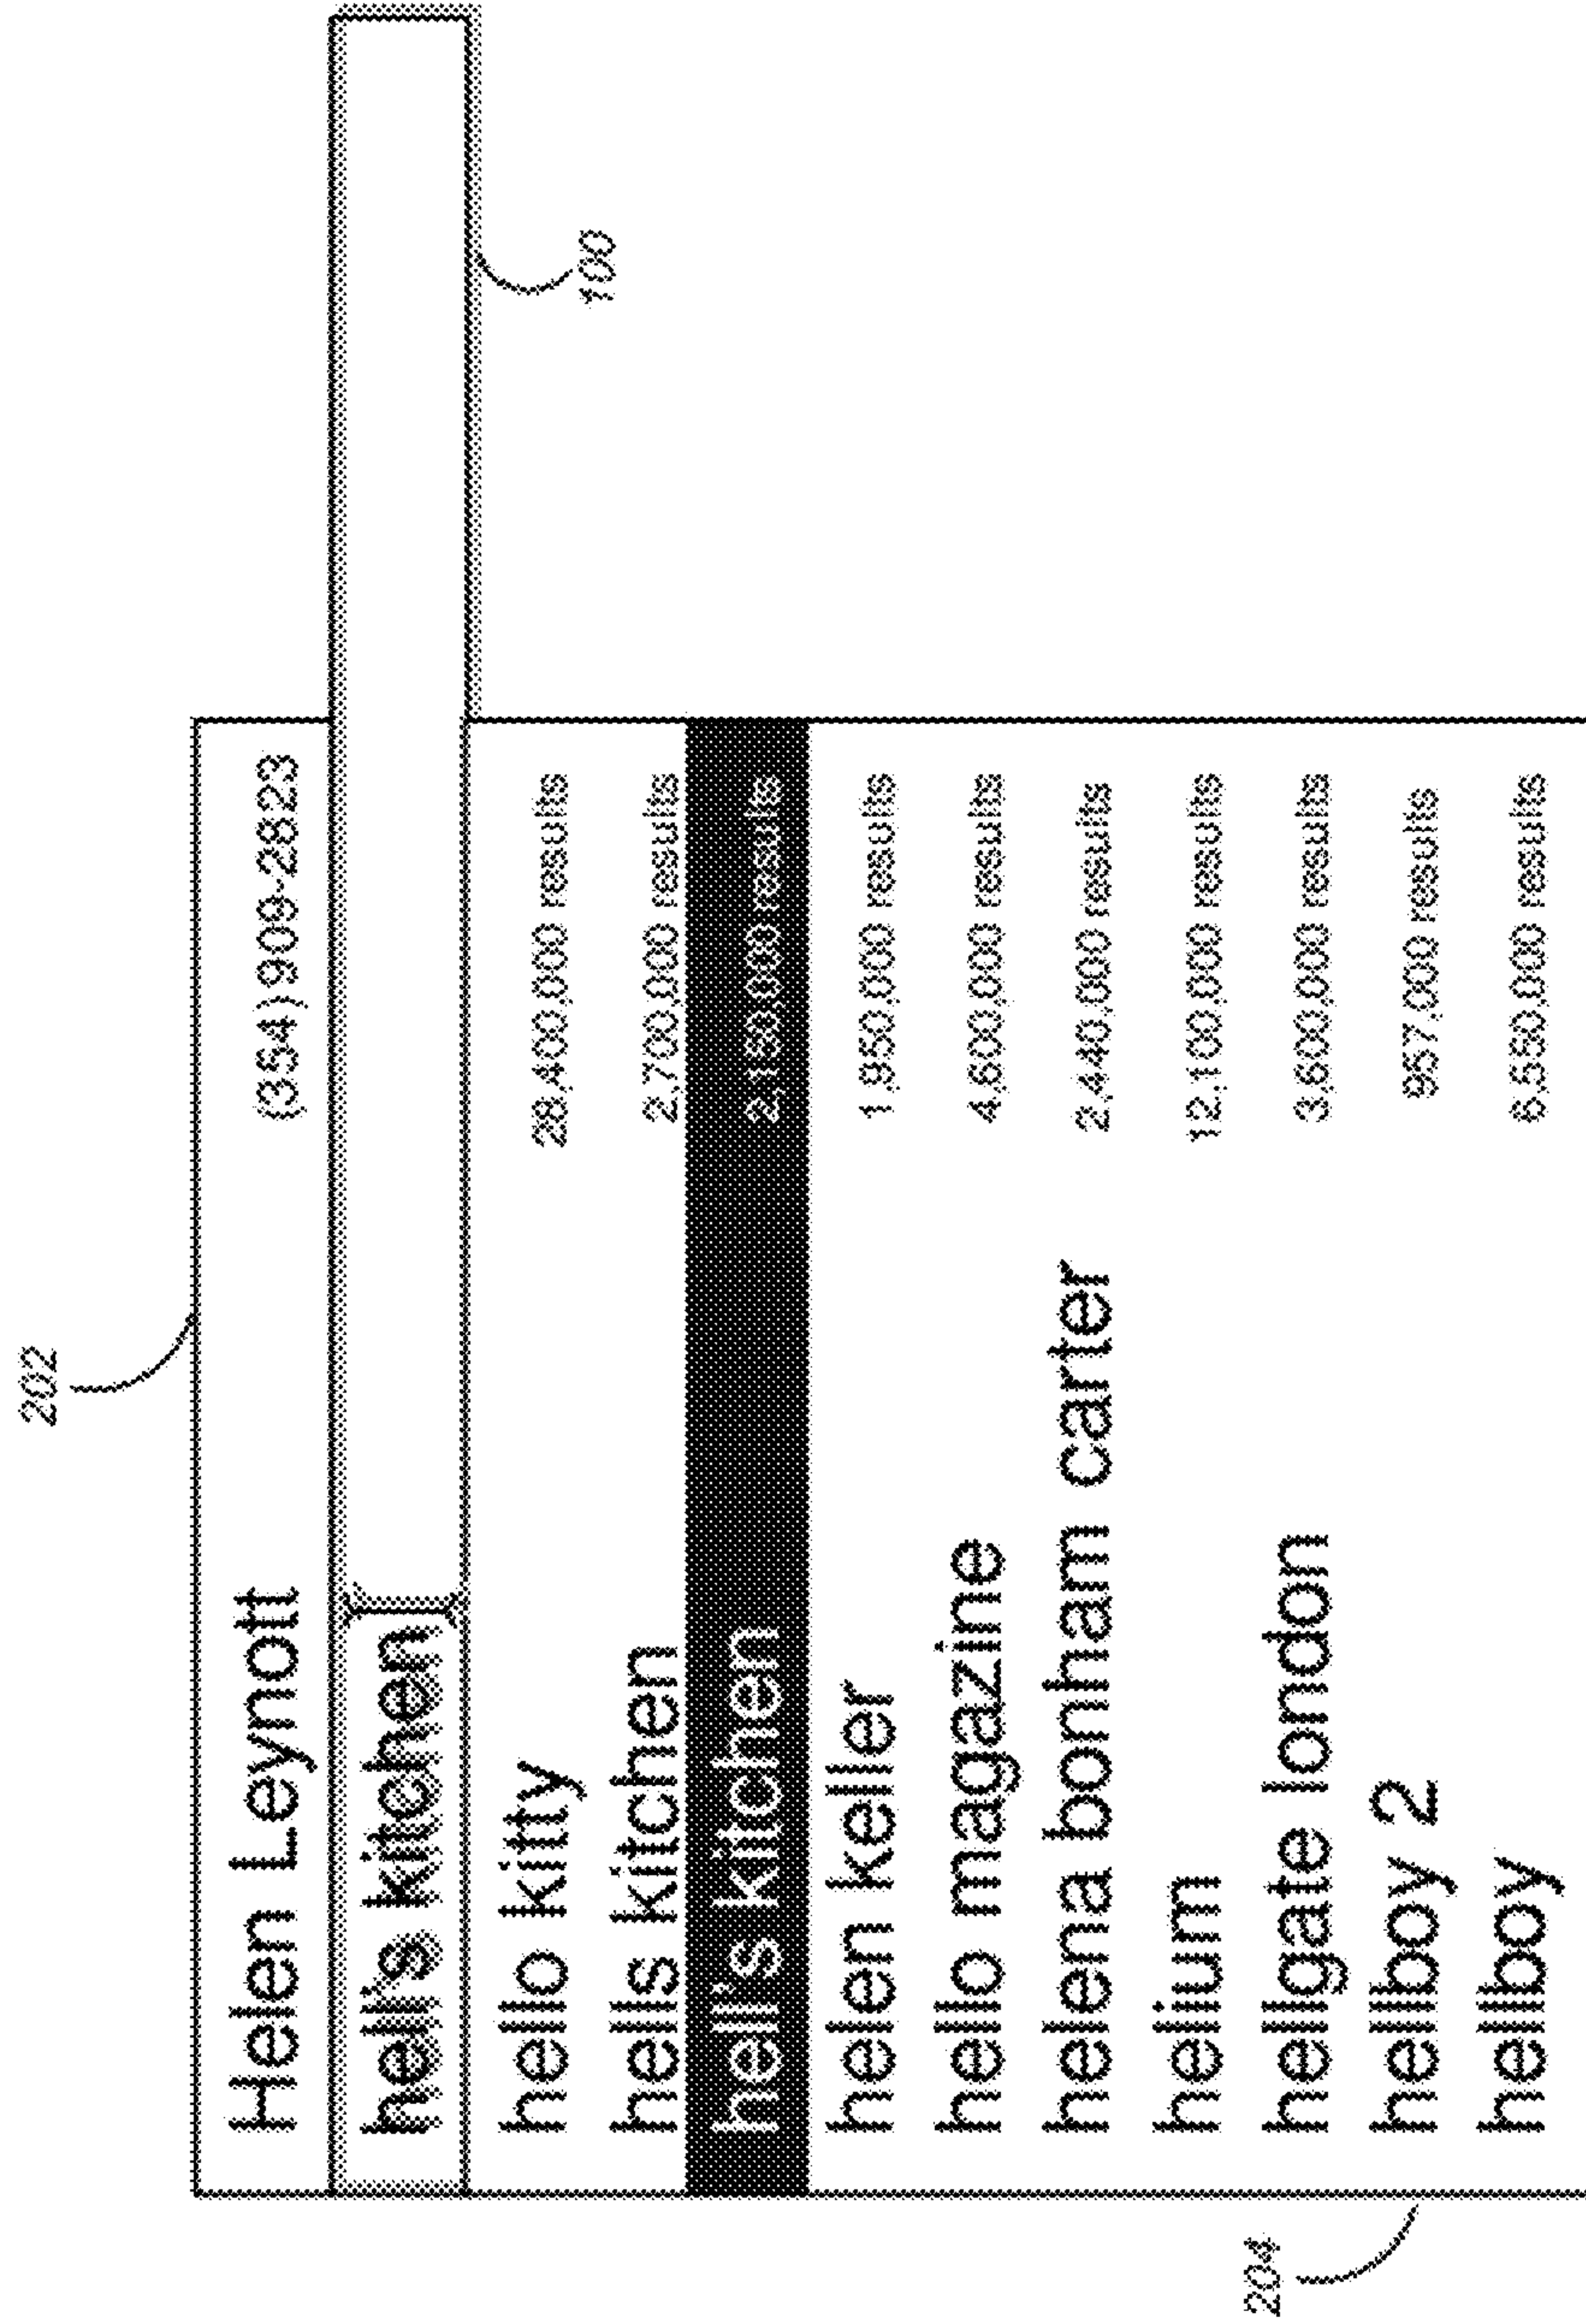 202
Helen Leynott (354) 909-2823
hell's kitchen
100
hello kitty 28,400,000 results
hells kitchen 2,700,000 results
hell's kitchen 2,150,000 results
helen keller 1,950,000 results
hello magazine 4,600,000 results
helena bonham carter 2,440,000 results
helium 12,100,000 results
hellgate london 3,600,000 results
hellboy 2 957,000 results
hellboy 6,550,000 results
204